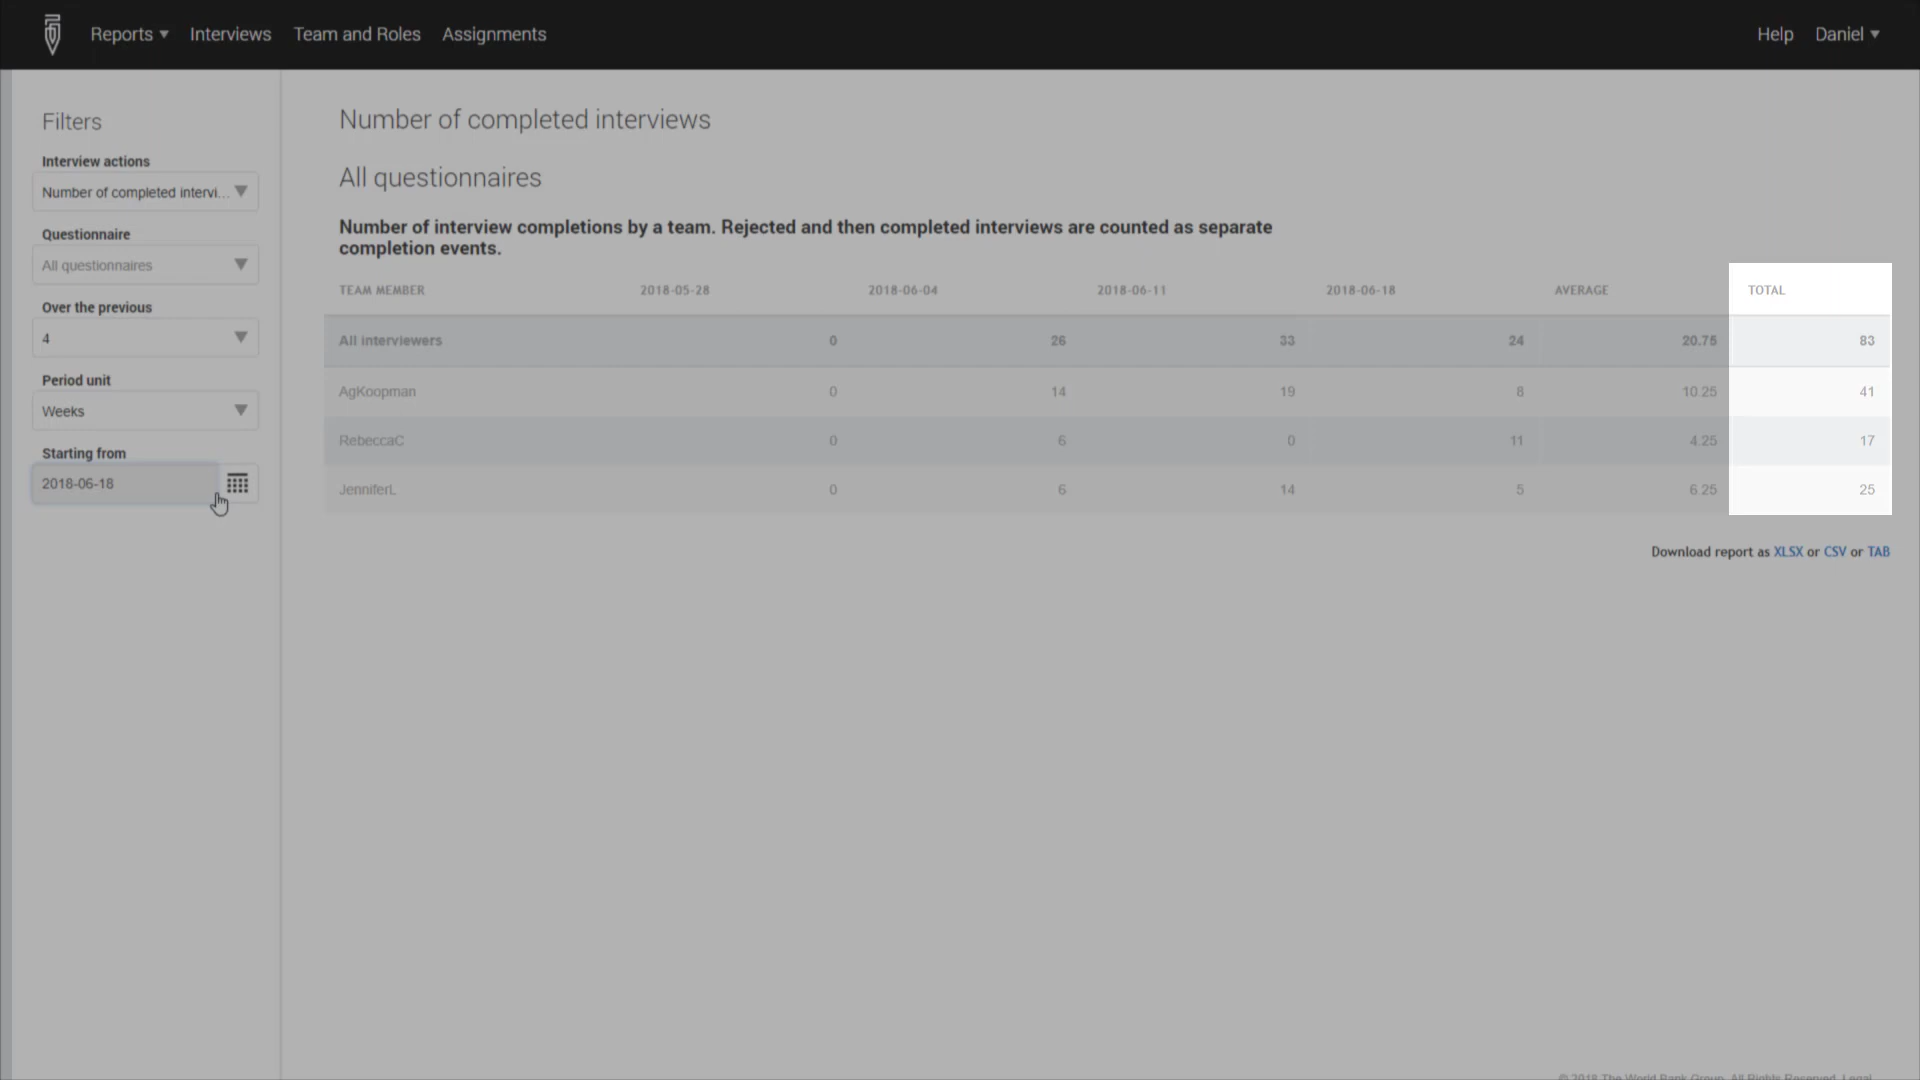 Reports ▼ Interviews Team and Roles Assignments Help Daniel ▼
Filters
Interview actions
Number of completed intervi...
Questionnaire
All questionnaires
Over the previous
4
Period unit
Weeks
Starting from
2018-06-18
Number of completed interviews
All questionnaires
Number of interview completions by a team. Rejected and then completed interviews are counted as separate
completion events.
TEAM MEMBER 2018-05-28 2018-06-04 2018-06-11 2018-06-18 AVERAGE TOTAL
All interviewers 0 26 33 24 20.75 83
AgKoopman 0 14 19 8 10.25 41
RebeccaC 0 6 0 11 4.25 17
JenniferL 0 6 14 5 6.25 25
Download report as XLSX or CSV or TAB
© 2018 The World Bank Group, All Rights Reserved. Legal